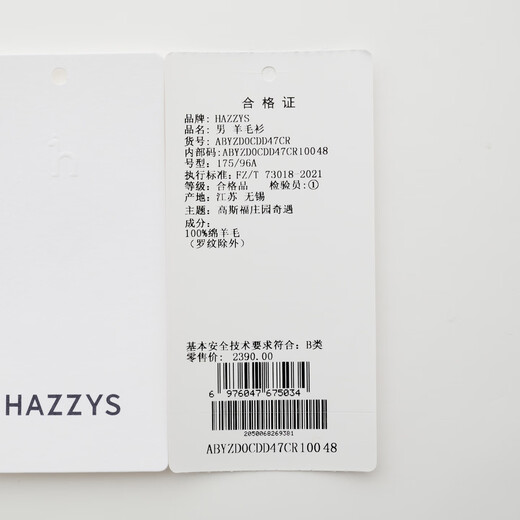 h
HAZZYS
合格证
品牌: HAZZYS
品名: 男 羊毛衫
货号: ABYZD0CDD47CR
内部码: ABYZD0CDD47CR10048
号型: 175/96A
执行标准: FZ/T 73018-2021
等级: 合格品 检验员: ①
产地: 江苏 无锡
主题: 高斯福庄园奇遇
成分:
100%绵羊毛
(罗纹除外)
基本安全技术要求符合: B类
零售价: 2390.00
6 976047 675034
2050068269381
ABYZD0CDD47CR10048